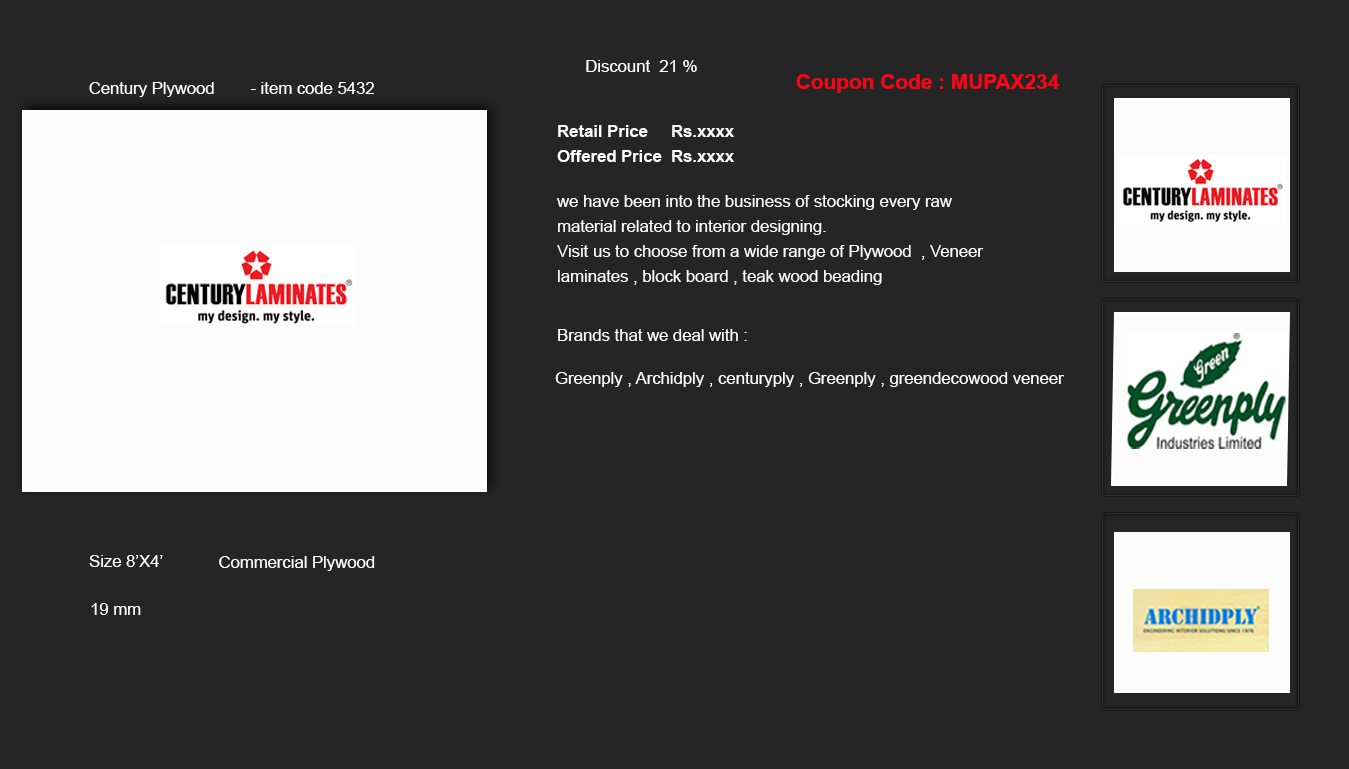 Century Plywood - item code 5432
CENTURYLAMINATES®
my design. my style.
Size 8’X4’ Commercial Plywood
19 mm
Discount 21 %
Coupon Code : MUPAX234
Retail Price Rs.xxxx
Offered Price Rs.xxxx
we have been into the business of stocking every raw
material related to interior designing.
Visit us to choose from a wide range of Plywood , Veneer
laminates , block board , teak wood beading
Brands that we deal with :
Greenply , Archidply , centuryply , Greenply , greendecowood veneer
CENTURYLAMINATES®
my design. my style.
Green®
Greenply
Industries Limited
ARCHIDPLY®
ENGINEERING INTERIOR SOLUTIONS SINCE 1976